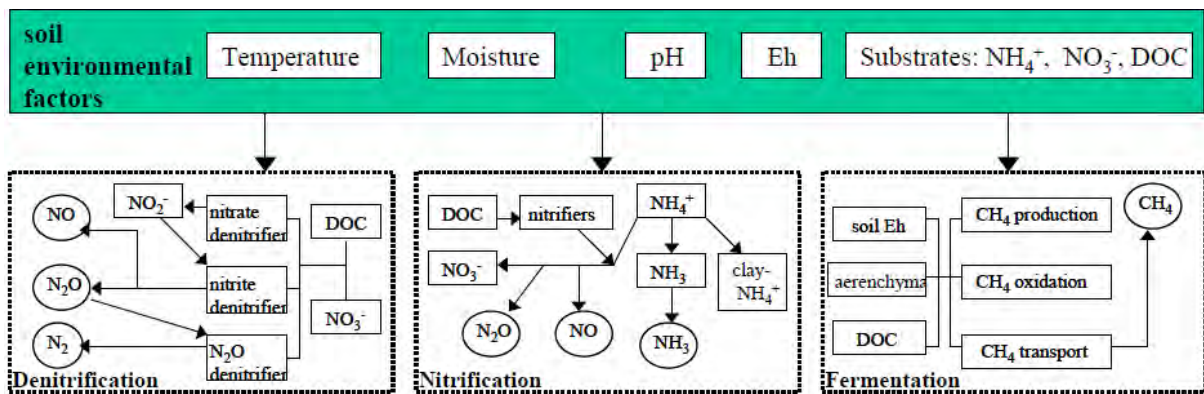 soil
environmental
factors
Temperature
Moisture
pH
Eh
Substrates: NH₄⁺, NO₃⁻, DOC
NO
NO₂⁻
nitrate
denitrifier
DOC
N₂O
nitrite
denitrifier
NO₃⁻
N₂
N₂O
denitrifier
Denitrification
DOC
nitrifiers
NH₄⁺
NO₃⁻
NH₃
clay-
NH₄⁺
N₂O
NO
NH₃
Nitrification
soil Eh
CH₄ production
CH₄
aerenchyma
CH₄ oxidation
DOC
CH₄ transport
Fermentation